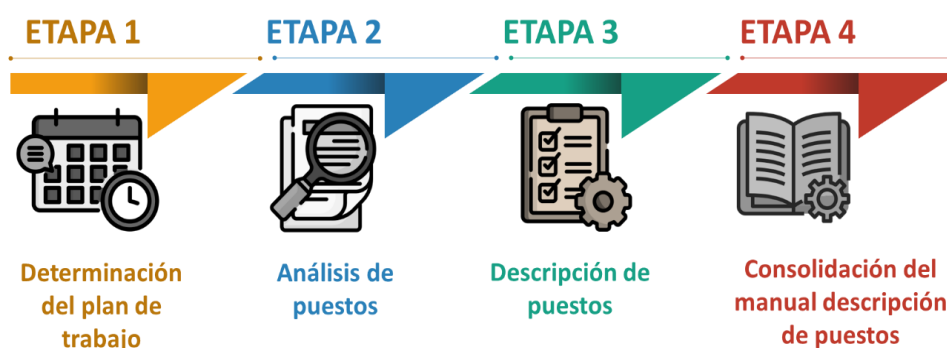 ETAPA 1
ETAPA 2
ETAPA 3
ETAPA 4
Determinación
del plan de
trabajo
Análisis de
puestos
Descripción de
puestos
Consolidación del
manual descripción
de puestos